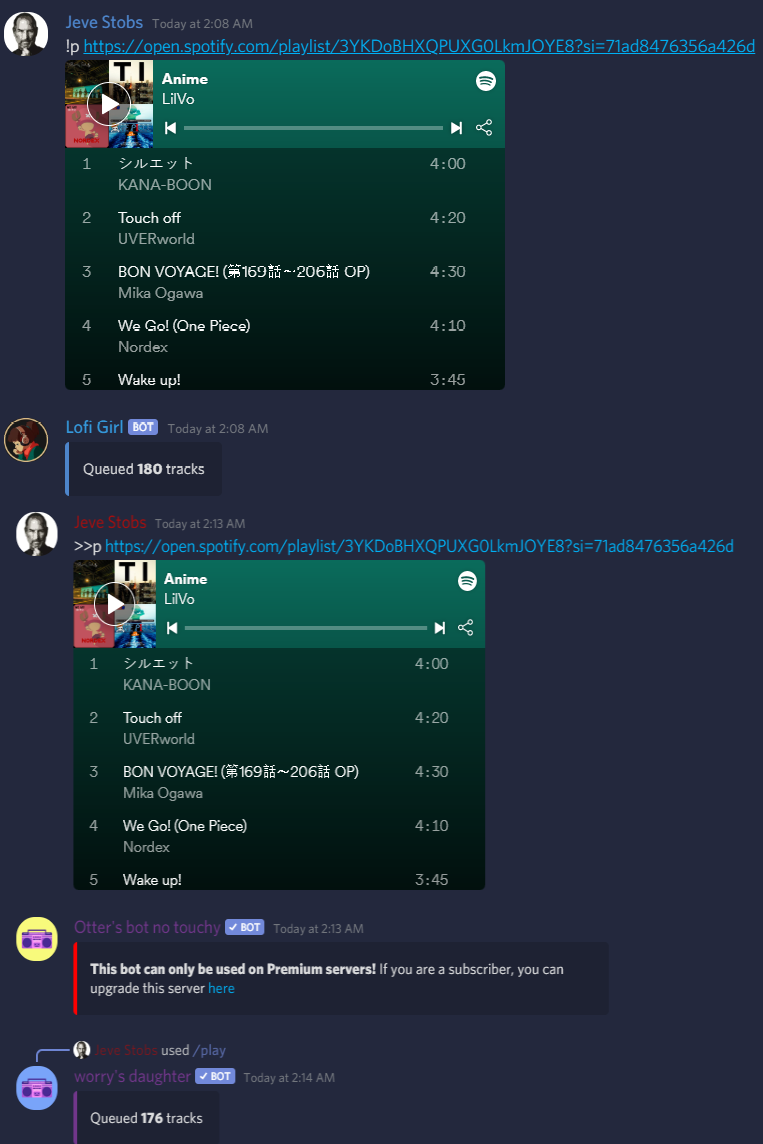 Jeve Stobs Today at 2:08 AM
!p https://open.spotify.com/playlist/3YKDoBHXQPUXG0LkmJOYE8?si=71ad8476356a426d
TI
Anime
LilVo
NORDEX
1 シルエット 4:00
KANA-BOON
2 Touch off 4:20
UVERworld
3 BON VOYAGE! (第169話～206話 OP) 4:30
Mika Ogawa
4 We Go! (One Piece) 4:10
Nordex
5 Wake up! 3:45
Lofi Girl BOT Today at 2:08 AM
Queued 180 tracks
Jeve Stobs Today at 2:13 AM
>>p https://open.spotify.com/playlist/3YKDoBHXQPUXG0LkmJOYE8?si=71ad8476356a426d
TI
Anime
LilVo
NORDEX
1 シルエット 4:00
KANA-BOON
2 Touch off 4:20
UVERworld
3 BON VOYAGE! (第169話～206話 OP) 4:30
Mika Ogawa
4 We Go! (One Piece) 4:10
Nordex
5 Wake up! 3:45
Otter's bot no touchy ✓ BOT Today at 2:13 AM
This bot can only be used on Premium servers! If you are a subscriber, you can
upgrade this server here
Jeve Stobs used /play
worry's daughter ✓ BOT Today at 2:14 AM
Queued 176 tracks